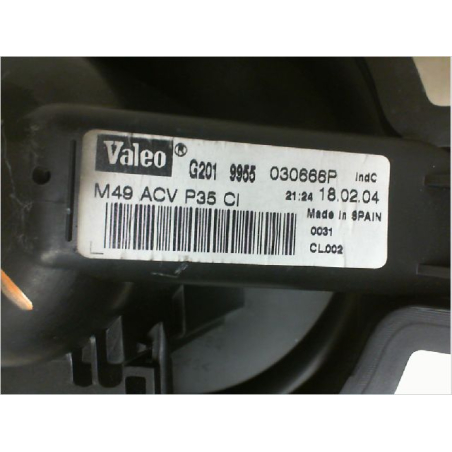 Valeo® G201 9955 030666P IndC
M49 ACV P35 CI 21:24 18.02.04
Made in SPAIN
0031
CL002